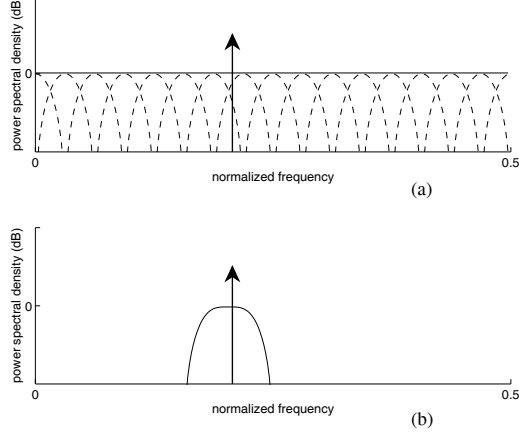 power spectral density (dB)
0
0
0.5
normalized frequency
(a)
power spectral density (dB)
0
0
0.5
normalized frequency
(b)